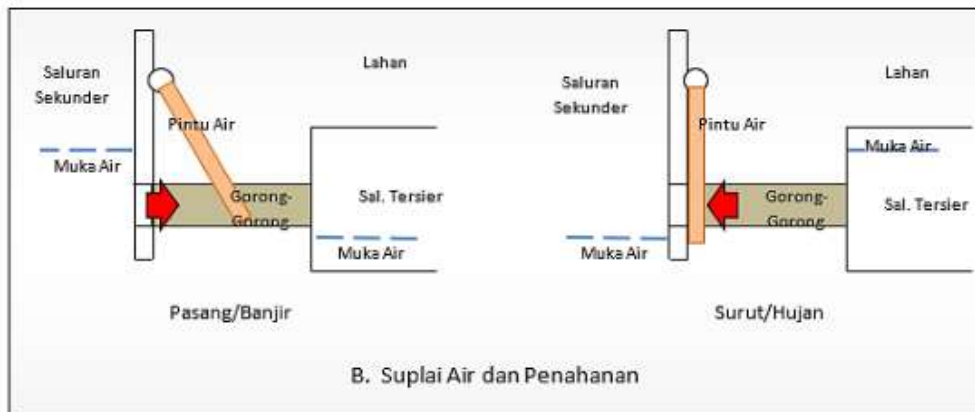 Saluran
Sekunder
Lahan
Pintu Air
Muka Air
Gorong-
Gorong
Sal. Tersier
Muka Air
Pasang/Banjir
Saluran
Sekunder
Lahan
Pintu Air
Muka Air
Gorong-
Gorong
Sal. Tersier
Muka Air
Surut/Hujan
B. Suplai Air dan Penahanan